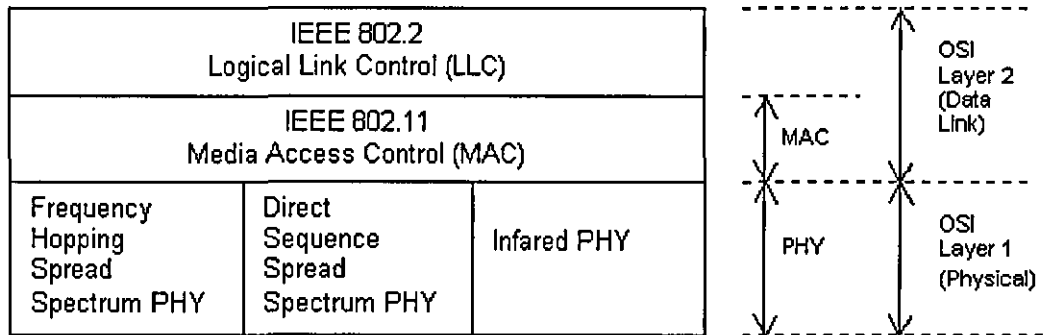 IEEE 802.2
Logical Link Control (LLC)
IEEE 802.11
Media Access Control (MAC)
Frequency
Hopping
Spread
Spectrum PHY
Direct
Sequence
Spread
Spectrum PHY
Infared PHY
MAC
PHY
OSI
Layer 2
(Data
Link)
OSI
Layer 1
(Physical)